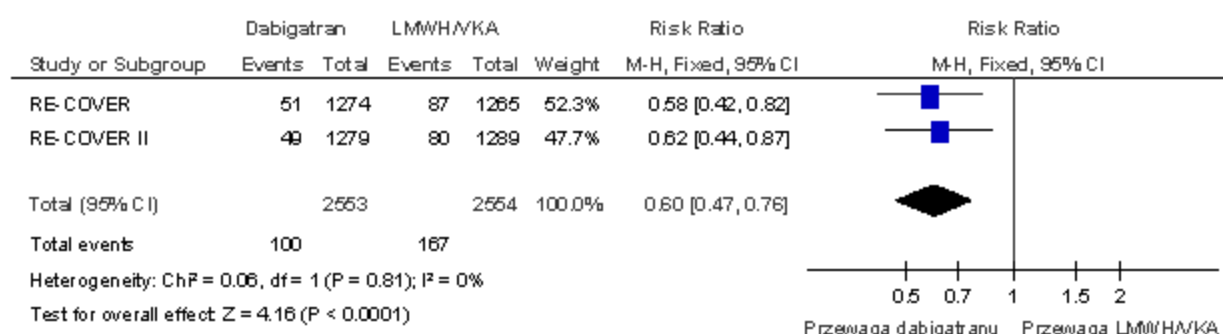 Dabigatran LMWH/VKA Risk Ratio Risk Ratio
Study or Subgroup Events Total Events Total Weight M-H, Fixed, 95% CI M-H, Fixed, 95% CI
RE-COVER 51 1274 87 1265 52.3% 0.58 [0.42, 0.82]
RE-COVER II 49 1279 80 1289 47.7% 0.62 [0.44, 0.87]
Total (95% CI) 2553 2554 100.0% 0.60 [0.47, 0.76]
Total events 100 167
Heterogeneity: Chi² = 0.06, df = 1 (P = 0.81); I² = 0%
Test for overall effect: Z = 4.16 (P < 0.0001)
0.5 0.7 1 1.5 2
Przewaga dabigatranu Przewaga LMWH/VKA